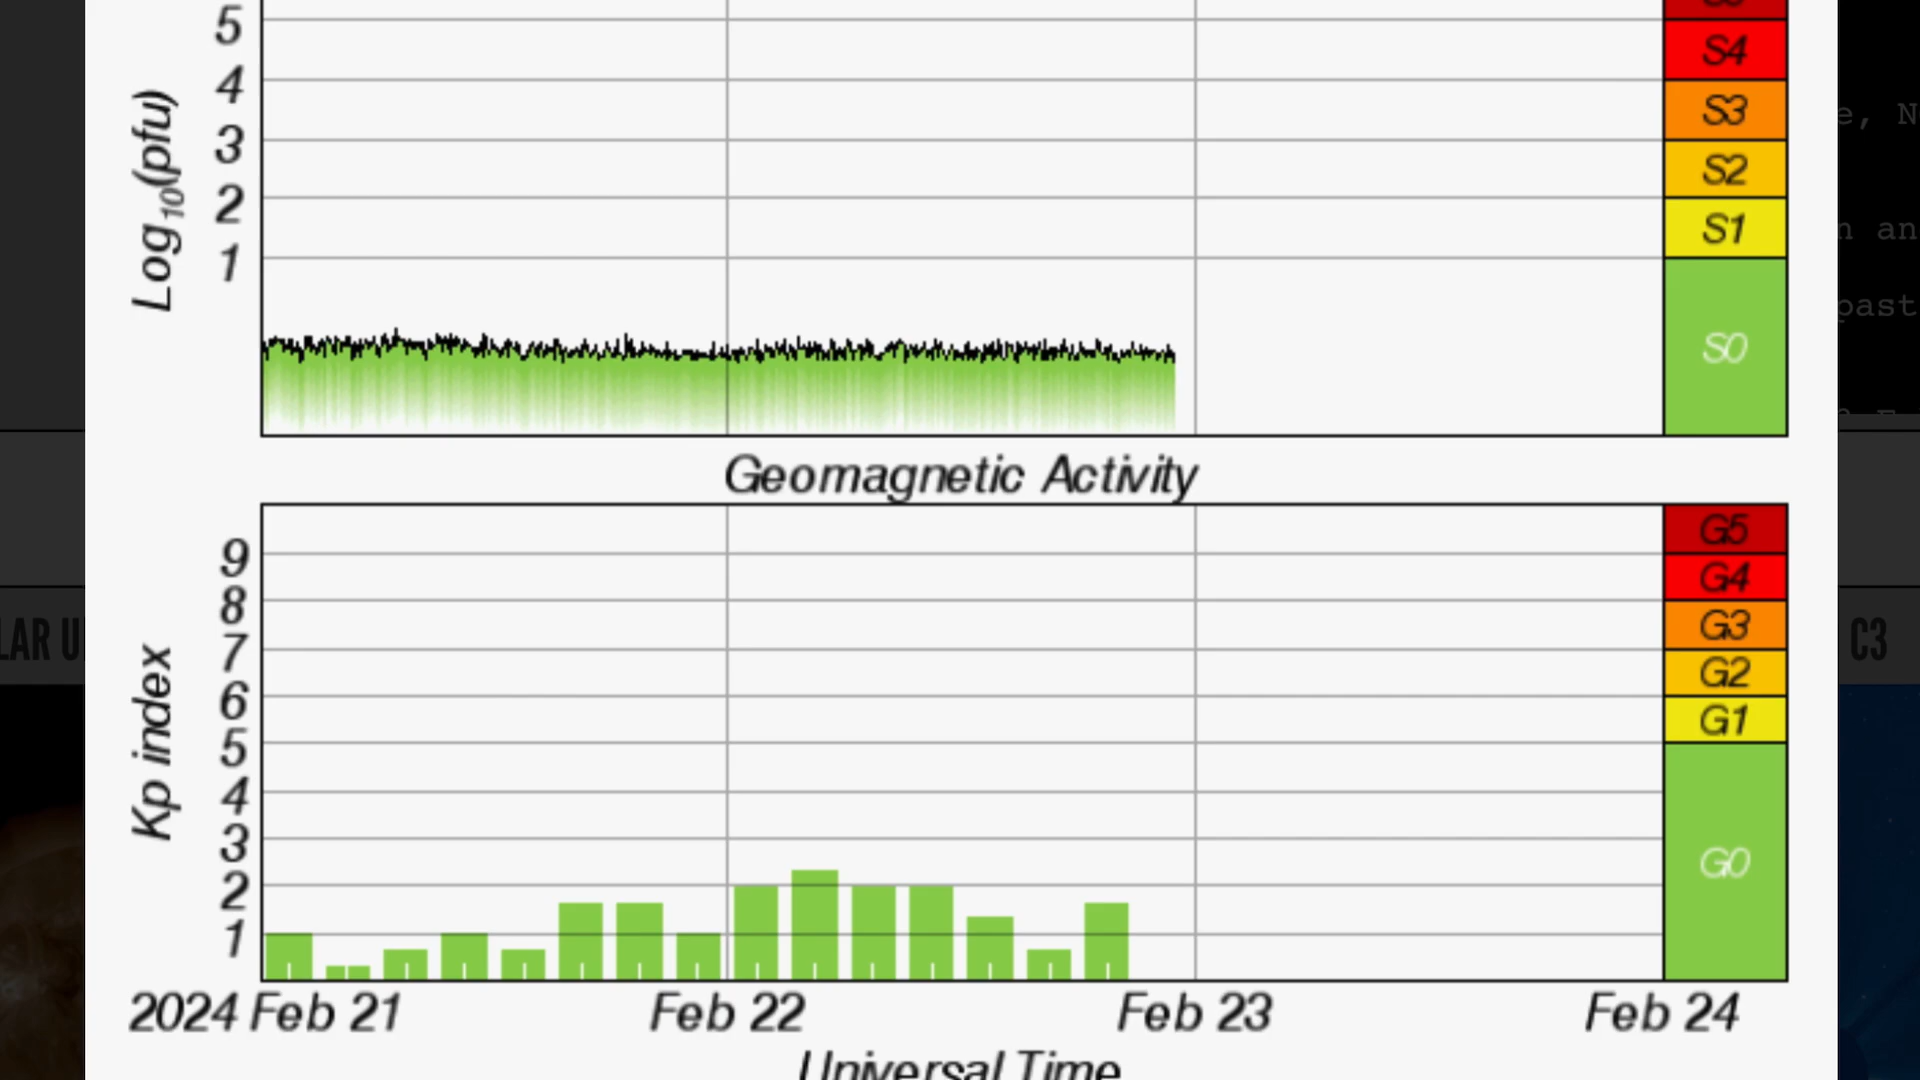 5
S4
4
S3
3
S2
2
S1
1
S0
Log10(pfu)
Geomagnetic Activity
G5
9
G4
8
G3
7
G2
6
G1
5
4
3
G0
2
1
Kp index
2024 Feb 21 Feb 22 Feb 23 Feb 24
Universal Time
e, N
n an
past
LAR U
C3